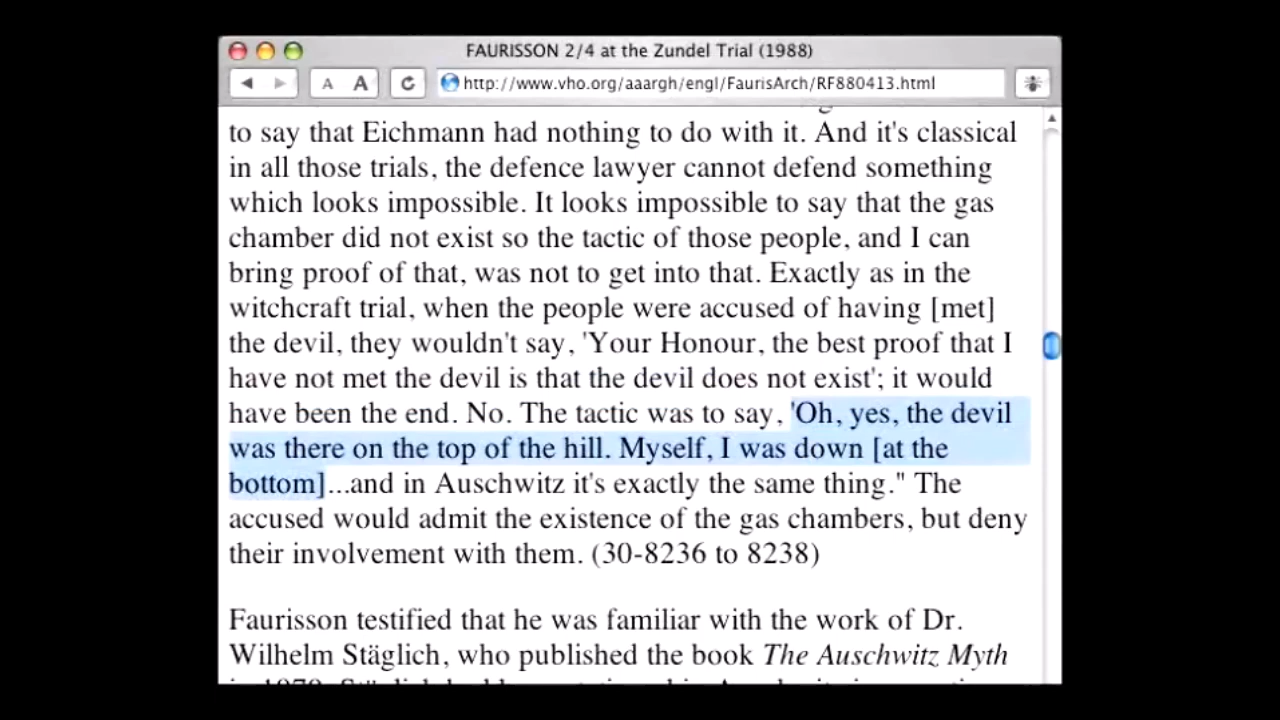 FAURISSON 2/4 at the Zundel Trial (1988)
A A http://www.vho.org/aaargh/engl/FaurisArch/RF880413.html
to say that Eichmann had nothing to do with it. And it's classical
in all those trials, the defence lawyer cannot defend something
which looks impossible. It looks impossible to say that the gas
chamber did not exist so the tactic of those people, and I can
bring proof of that, was not to get into that. Exactly as in the
witchcraft trial, when the people were accused of having [met]
the devil, they wouldn't say, 'Your Honour, the best proof that I
have not met the devil is that the devil does not exist'; it would
have been the end. No. The tactic was to say, 'Oh, yes, the devil
was there on the top of the hill. Myself, I was down [at the
bottom]...and in Auschwitz it's exactly the same thing." The
accused would admit the existence of the gas chambers, but deny
their involvement with them. (30-8236 to 8238)
Faurisson testified that he was familiar with the work of Dr.
Wilhelm Stäglich, who published the book The Auschwitz Myth